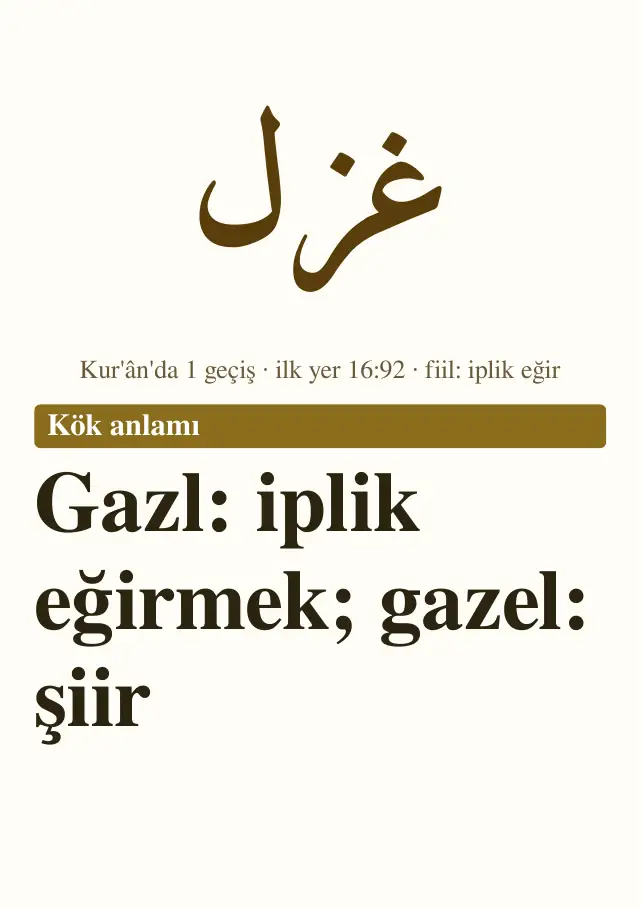 غزل
Kur'ân'da 1 geçiş · ilk yer 16:92 · fiil: iplik eğir
Kök anlamı
Gazl: iplik
eğirmek; gazel:
şiir